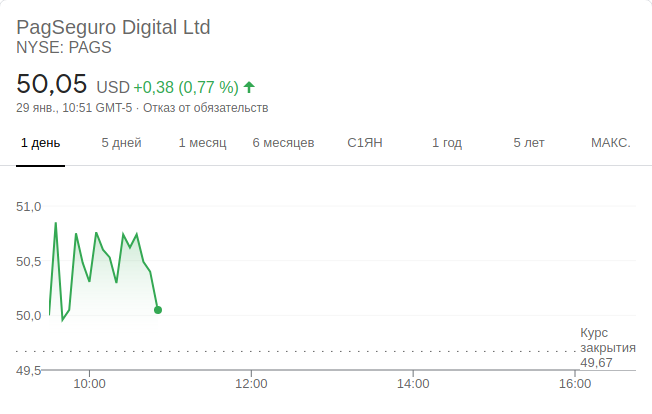 PagSeguro Digital Ltd
NYSE: PAGS
50,05 USD +0,38 (0,77 %)
29 янв., 10:51 GMT-5 · Отказ от обязательств
1 день 5 дней 1 месяц 6 месяцев С1ЯН 1 год 5 лет МАКС.
51,0
50,5
50,0
Курс
закрытия
49,67
49,5
10:00 12:00 14:00 16:00